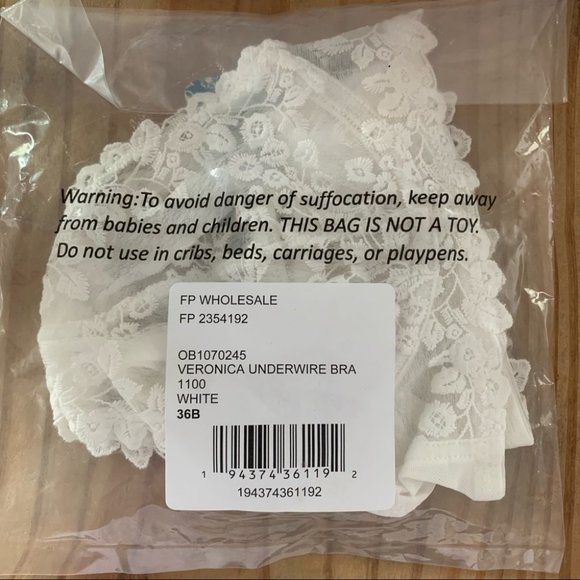 Warning:To avoid danger of suffocation, keep away
from babies and children. THIS BAG IS NOT A TOY.
Do not use in cribs, beds, carriages, or playpens.
FP WHOLESALE
FP 2354192
OB1070245
VERONICA UNDERWIRE BRA
1100
WHITE
36B
1 94374 36119 2
194374361192